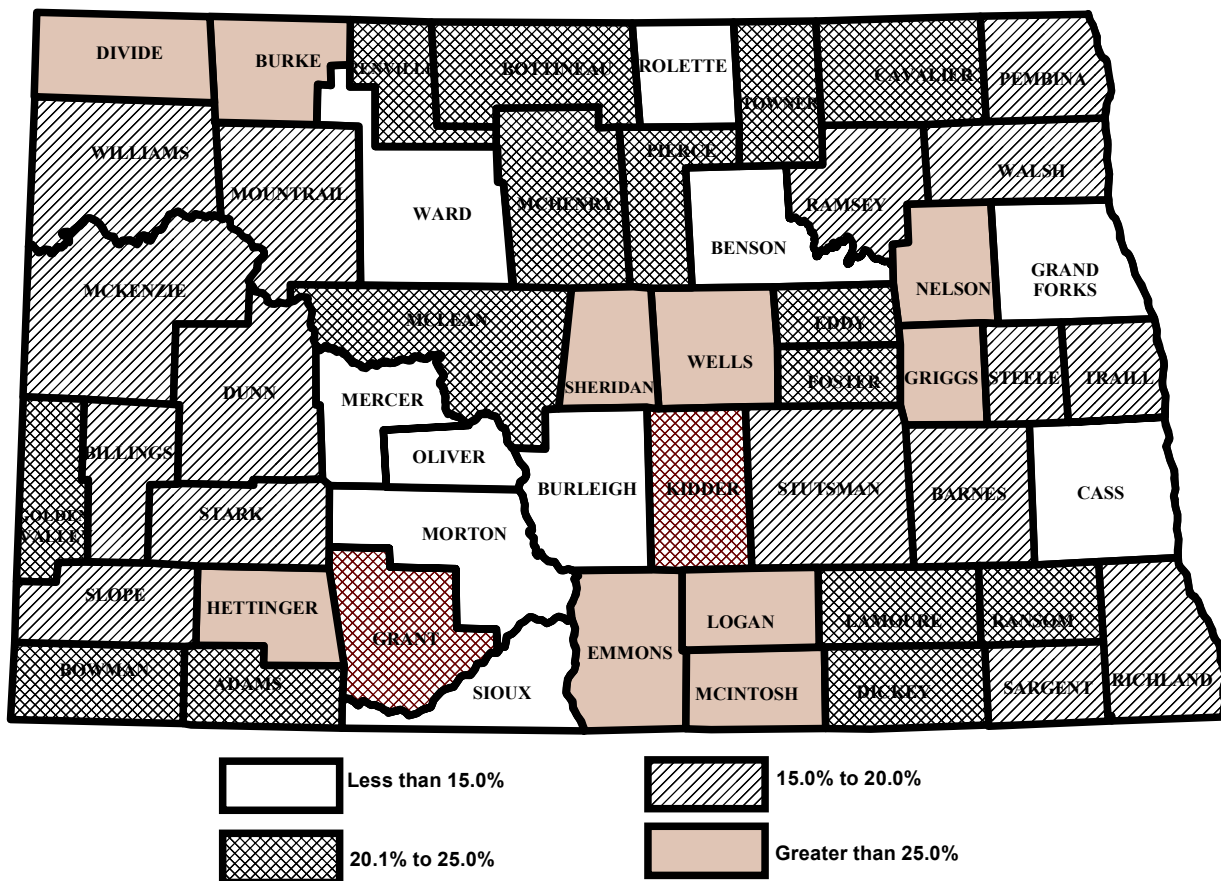 DIVIDE
BURKE
RENVILLE
BOTTINEAU
ROLETTE
TOWNER
CAVALIER
PEMBINA
WILLIAMS
MOUNTRAIL
WARD
MCHENRY
PIERCE
BENSON
RAMSEY
WALSH
MCKENZIE
NELSON
GRAND
FORKS
DUNN
MCLEAN
SHERIDAN
WELLS
EDDY
FOSTER
GRIGGS
STEELE
TRAILL
MERCER
OLIVER
BILLINGS
GOLDEN
VALLEY
STARK
MORTON
BURLEIGH
KIDDER
STUTSMAN
BARNES
CASS
SLOPE
HETTINGER
GRANT
EMMONS
LOGAN
LAMOURE
RANSOM
BOWMAN
ADAMS
SIOUX
MCINTOSH
DICKEY
SARGENT
RICHLAND
Less than 15.0%
15.0% to 20.0%
20.1% to 25.0%
Greater than 25.0%